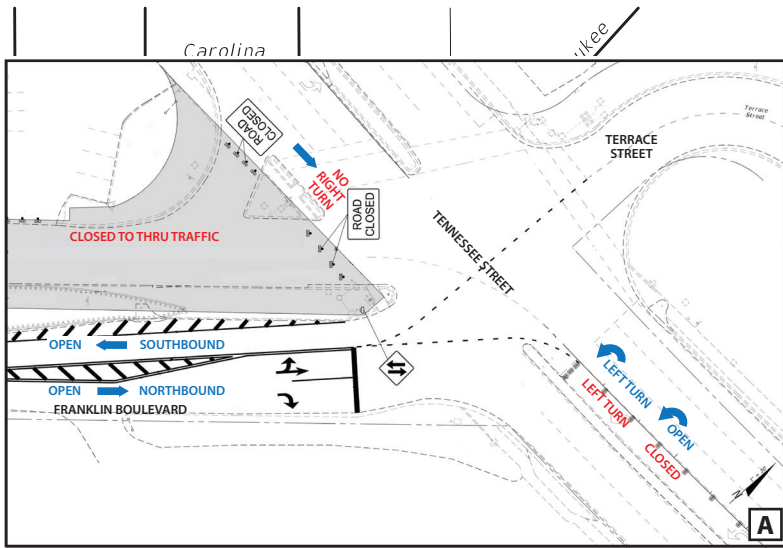 Carolina
ukee
ROAD
CLOSED
NO
RIGHT
TURN
ROAD
CLOSED
CLOSED TO THRU TRAFFIC
Terrace
Street
TERRACE
STREET
TENNESSEE STREET
OPEN
SOUTHBOUND
OPEN
NORTHBOUND
FRANKLIN BOULEVARD
LEFT TURN
OPEN
LEFT TURN
CLOSED
N
A